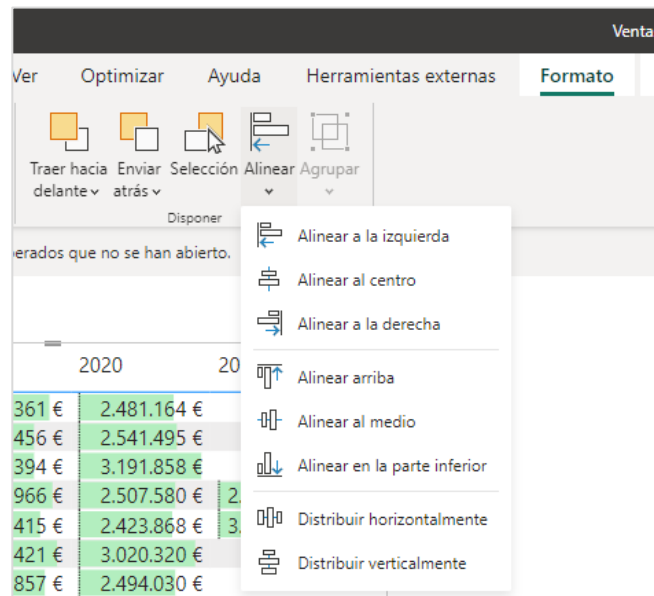 Venta
Ver Optimizar Ayuda Herramientas externas Formato
Traer hacia delante Enviar atrás Selección Alinear Agrupar
Disponer
perados que no se han abierto.
Alinear a la izquierda
Alinear al centro
Alinear a la derecha
Alinear arriba
Alinear al medio
Alinear en la parte inferior
Distribuir horizontalmente
Distribuir verticalmente
2020 20
361 € 2.481.164 €
456 € 2.541.495 €
394 € 3.191.858 €
966 € 2.507.580 € 2.
415 € 2.423.868 € 3.
421 € 3.020.320 €
857 € 2.494.030 €